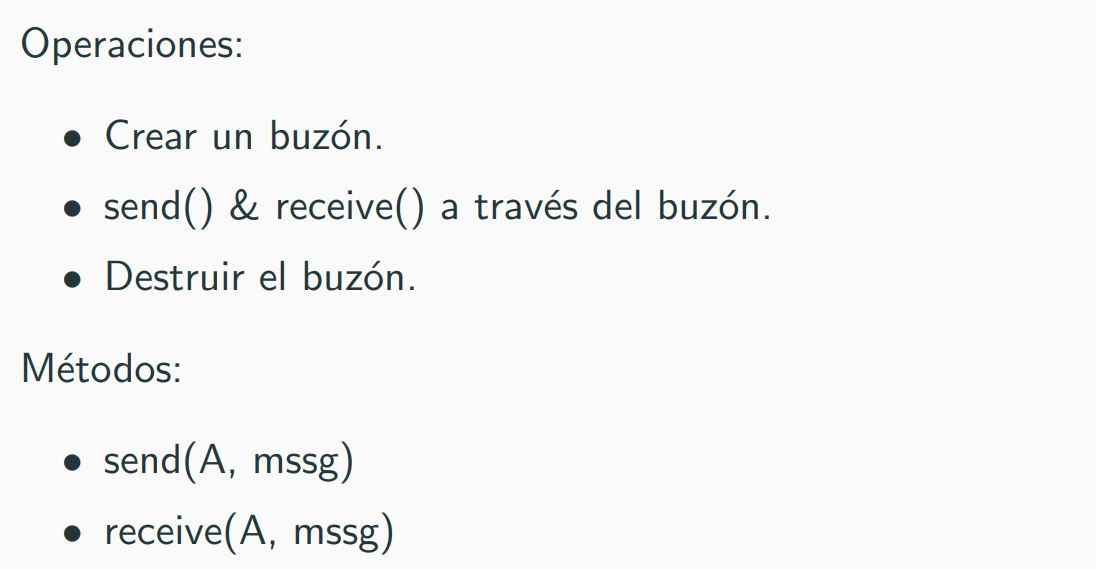 Operaciones:
• Crear un buzón.
• send() & receive() a través del buzón.
• Destruir el buzón.
Métodos:
• send(A, mssg)
• receive(A, mssg)